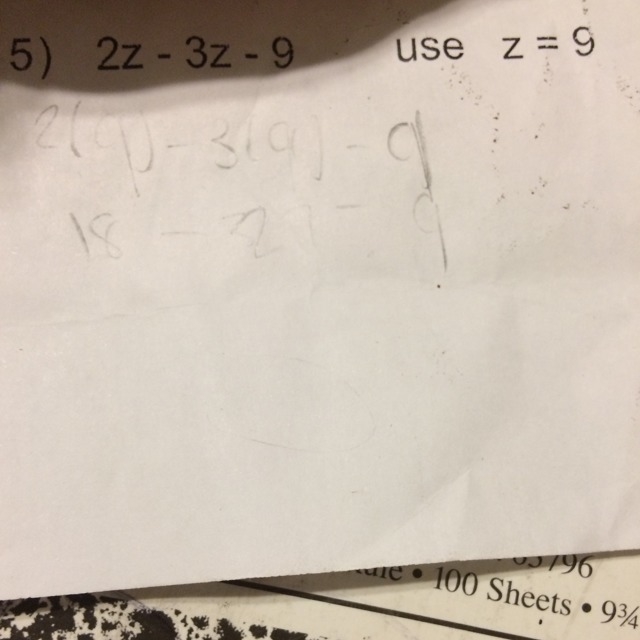 5) 2z - 3z - 9 use z = 9
2(9) - 3(9) - 9
18 - 27 - 9
• 100 Sheets • 9¾